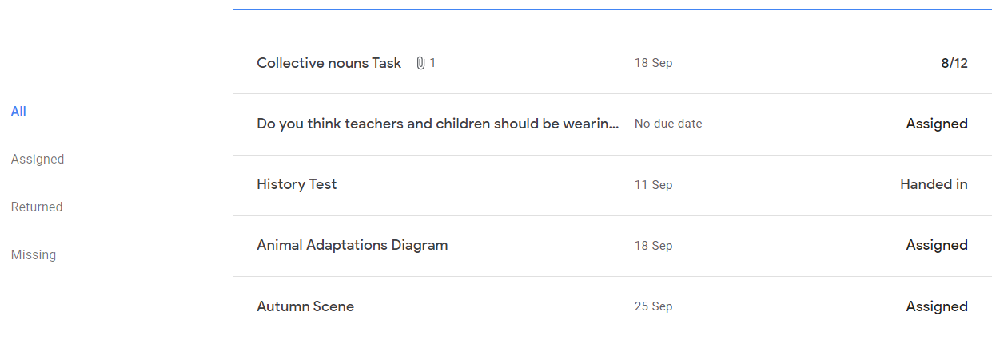 All
Assigned
Returned
Missing
Collective nouns Task 1 18 Sep 8/12
Do you think teachers and children should be wearin... No due date Assigned
History Test 11 Sep Handed in
Animal Adaptations Diagram 18 Sep Assigned
Autumn Scene 25 Sep Assigned